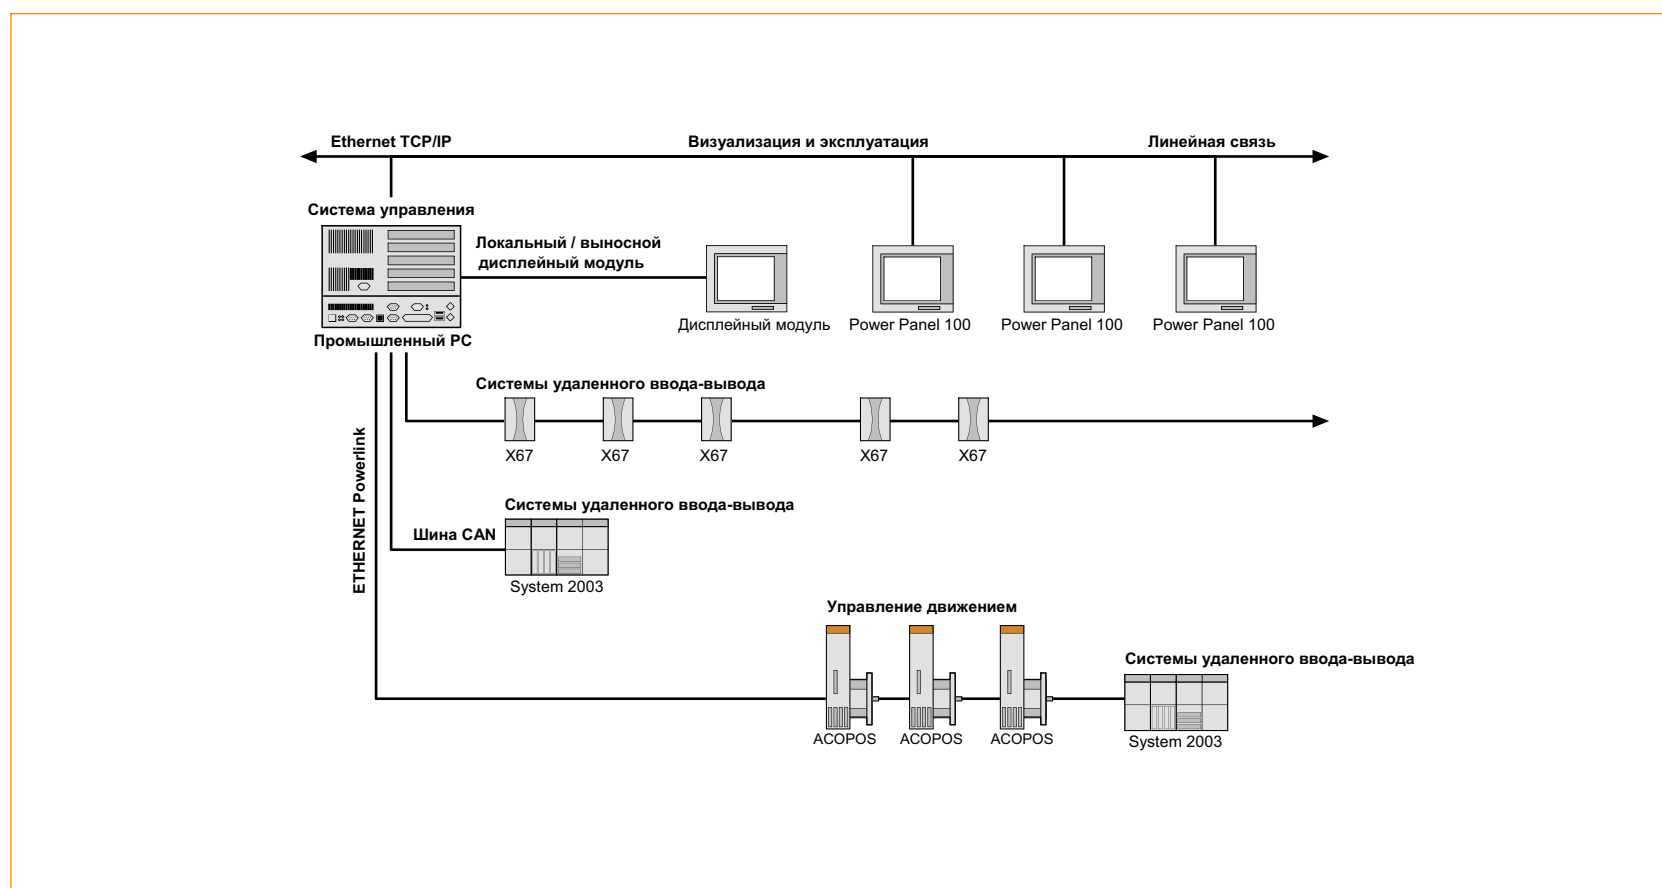 Ethernet TCP/IP
Визуализация и эксплуатация
Линейная связь
Система управления
Локальный / выносной
дисплейный модуль
Дисплейный модуль
Power Panel 100
Power Panel 100
Power Panel 100
Промышленный PC
Системы удаленного ввода-вывода
X67
X67
X67
X67
X67
ETHERNET Powerlink
Системы удаленного ввода-вывода
Шина CAN
System 2003
Управление движением
ACOPOS
ACOPOS
ACOPOS
Системы удаленного ввода-вывода
System 2003